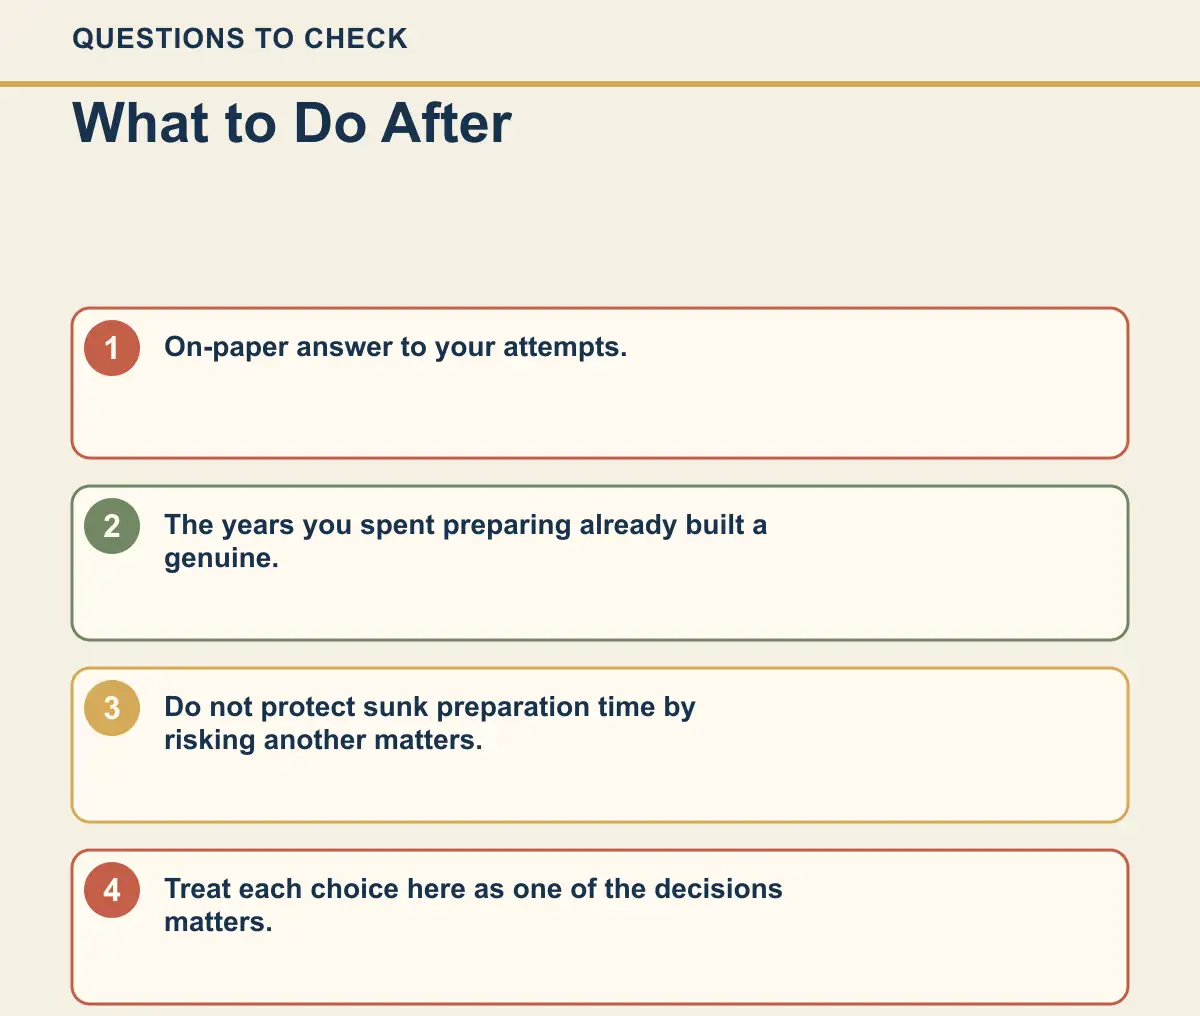 QUESTIONS TO CHECK
What to Do After
1
On-paper answer to your attempts.
2
The years you spent preparing already built a
genuine.
3
Do not protect sunk preparation time by
risking another matters.
4
Treat each choice here as one of the decisions
matters.